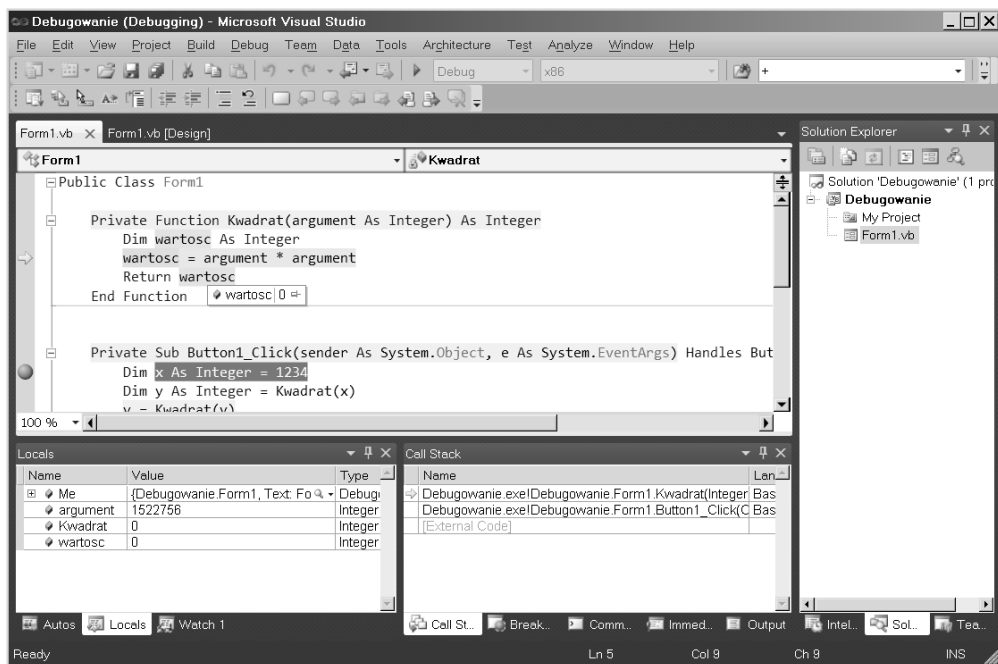 Debugowanie (Debugging) - Microsoft Visual Studio
File Edit View Project Build Debug Team Data Tools Architecture Test Analyze Window Help
Debug x86 +
Form1.vb Form1.vb [Design]
Form1 Kwadrat
Public Class Form1
Private Function Kwadrat(argument As Integer) As Integer
Dim wartosc As Integer
wartosc = argument * argument
Return wartosc
End Function
wartosc 0
Private Sub Button1_Click(sender As System.Object, e As System.EventArgs) Handles But
Dim x As Integer = 1234
Dim y As Integer = Kwadrat(x)
y = Kwadrat(y)
100 %
Solution Explorer
Solution 'Debugowanie' (1 pro
Debugowanie
My Project
Form1.vb
Locals
Name Value Type
Me {Debugowanie.Form1, Text: Fo Debug
argument 1522756 Integer
Kwadrat 0 Integer
wartosc 0 Integer
Autos Locals Watch 1
Call Stack
Name Lan
Debugowanie.exe!Debugowanie.Form1.Kwadrat(Integer Bas
Debugowanie.exe!Debugowanie.Form1.Button1_Click(O Bas
[External Code]
Call St... Break... Comm... Immed... Output
Intel... Sol... Tea...
Ready Ln 5 Col 9 Ch 9 INS